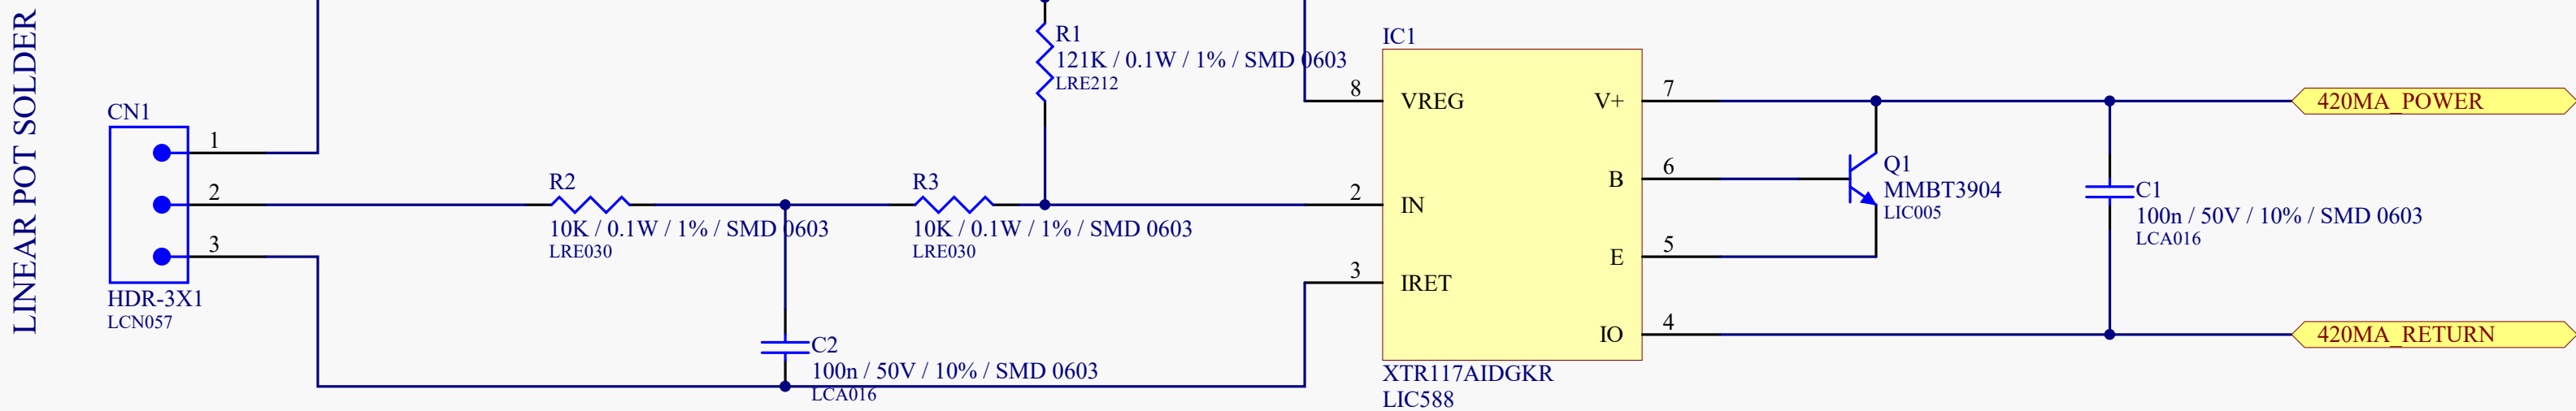 LINEAR POT SOLDER
CN1
1
2
3
HDR-3X1
LCN057
R2
10K / 0.1W / 1% / SMD 0603
LRE030
C2
100n / 50V / 10% / SMD 0603
LCA016
R3
10K / 0.1W / 1% / SMD 0603
LRE030
R1
121K / 0.1W / 1% / SMD 0603
LRE212
IC1
8 VREG V+ 7
B 6
2 IN
E 5
3 IRET
IO 4
XTR117AIDGKR
LIC588
Q1
MMBT3904
LIC005
C1
100n / 50V / 10% / SMD 0603
LCA016
420MA_POWER
420MA_RETURN